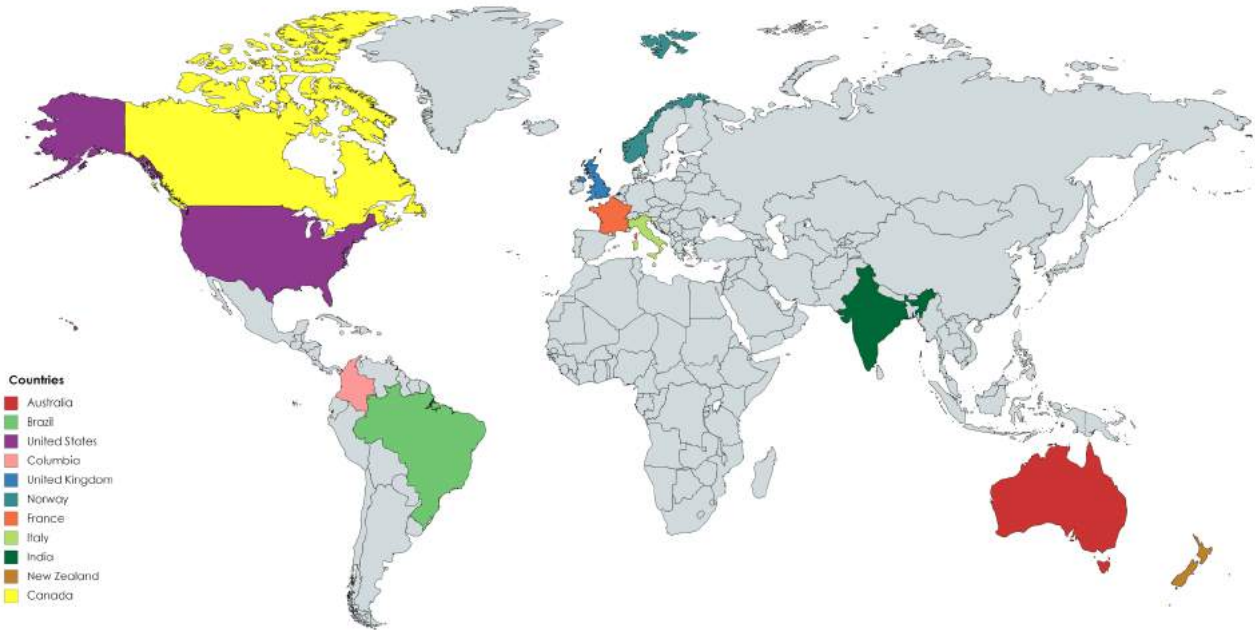 Countries
Australia
Brazil
United States
Columbia
United Kingdom
Norway
France
Italy
India
New Zealand
Canada